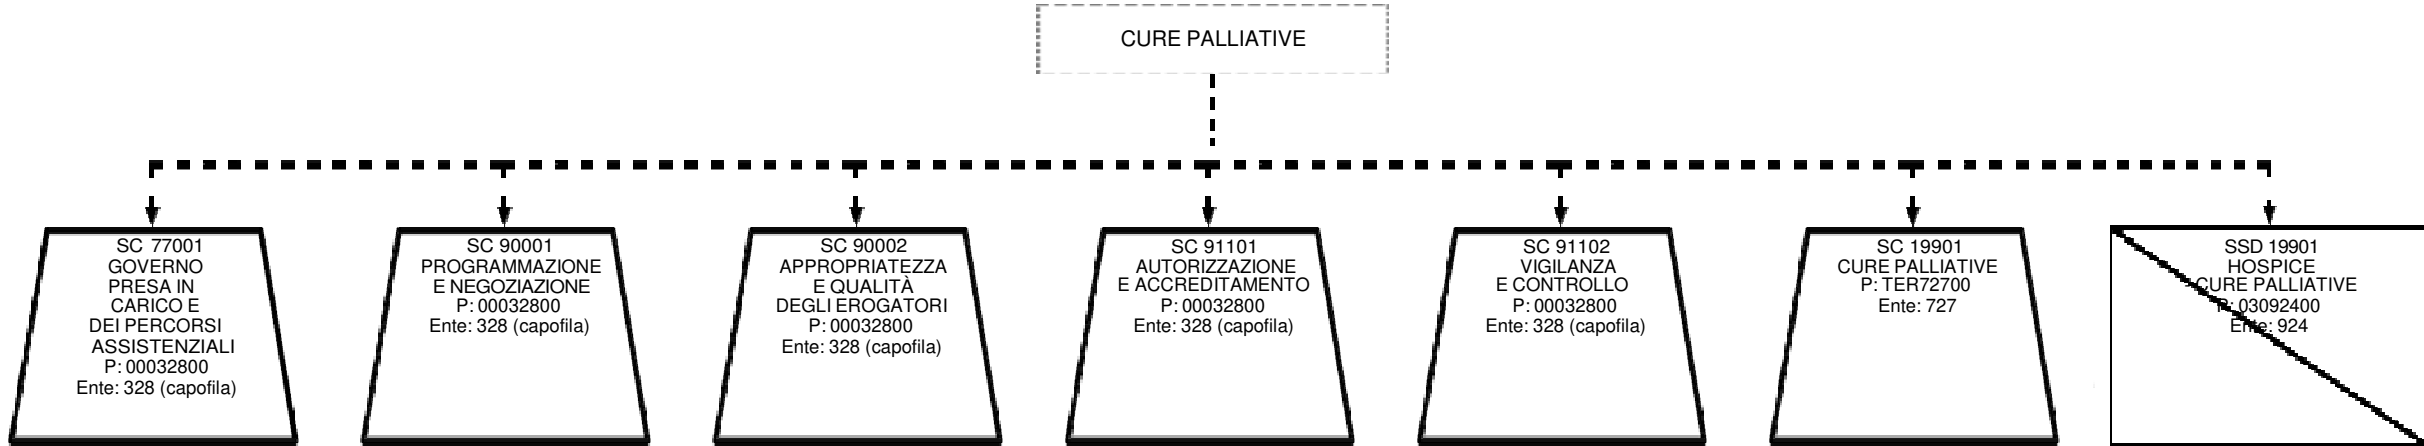 CURE PALLIATIVE
SC 77001
GOVERNO
PRESA IN
CARICO E
DEI PERCORSI
ASSISTENZIALI
P: 00032800
Ente: 328 (capofila)
SC 90001
PROGRAMMAZIONE
E NEGOZIAZIONE
P: 00032800
Ente: 328 (capofila)
SC 90002
APPROPRIATEZZA
E QUALITÀ
DEGLI EROGATORI
P: 00032800
Ente: 328 (capofila)
SC 91101
AUTORIZZAZIONE
E ACCREDITAMENTO
P: 00032800
Ente: 328 (capofila)
SC 91102
VIGILANZA
E CONTROLLO
P: 00032800
Ente: 328 (capofila)
SC 19901
CURE PALLIATIVE
P: TER72700
Ente: 727
SSD 19901
HOSPICE
CURE PALLIATIVE
P: 03092400
Ente: 924